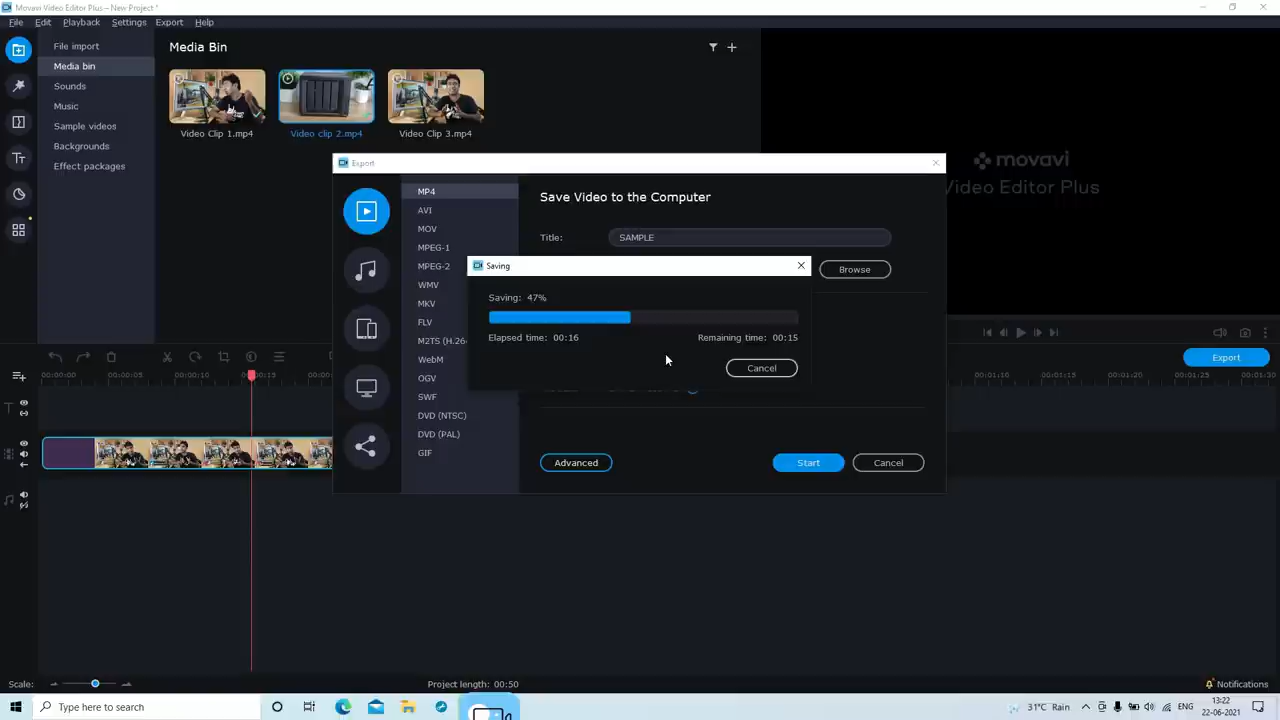 Movavi Video Editor Plus – New Project *
File Edit Playback Settings Export Help
File import
Media bin
Sounds
Music
Sample videos
Backgrounds
Effect packages
Media Bin
Video Clip 1.mp4
Video clip 2.mp4
Video Clip 3.mp4
movavi
Video Editor Plus
Export
MP4
AVI
MOV
MPEG-1
MPEG-2
WMV
MKV
FLV
M2TS (H.264
WebM
OGV
SWF
DVD (NTSC)
DVD (PAL)
GIF
Save Video to the Computer
Title: SAMPLE
Browse
Saving
Saving: 47%
Elapsed time: 00:16 Remaining time: 00:15
Cancel
Advanced Start Cancel
Export
00:00:00 00:00:05 00:00:10 00:00:15 00:01:10 00:01:15 00:01:20 00:01:25 00:01:30
Scale:
Project length: 00:50
Notifications
Type here to search
31°C Rain
ENG
13:22
22-06-2021